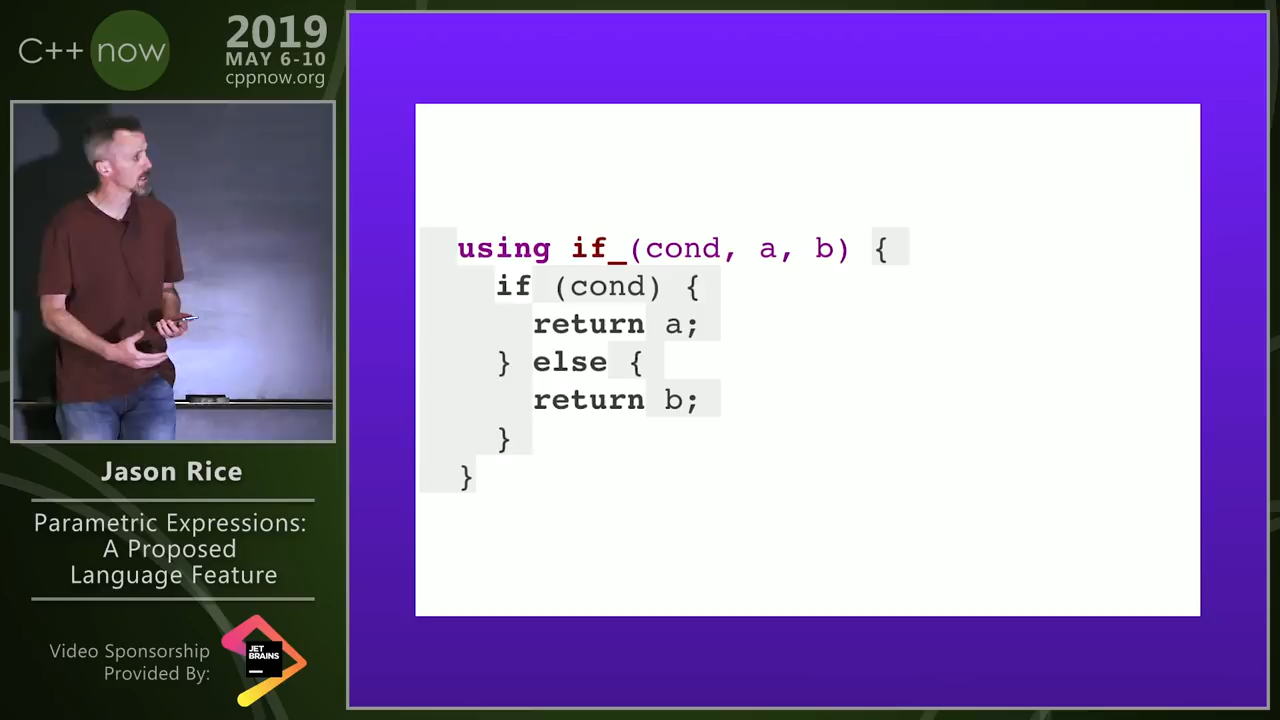 C++ now
2019
MAY 6-10
cppnow.org
using if_(cond, a, b) {
if (cond) {
return a;
} else {
return b;
}
}
Jason Rice
Parametric Expressions:
A Proposed
Language Feature
Video Sponsorship
Provided By:
JET
BRAINS